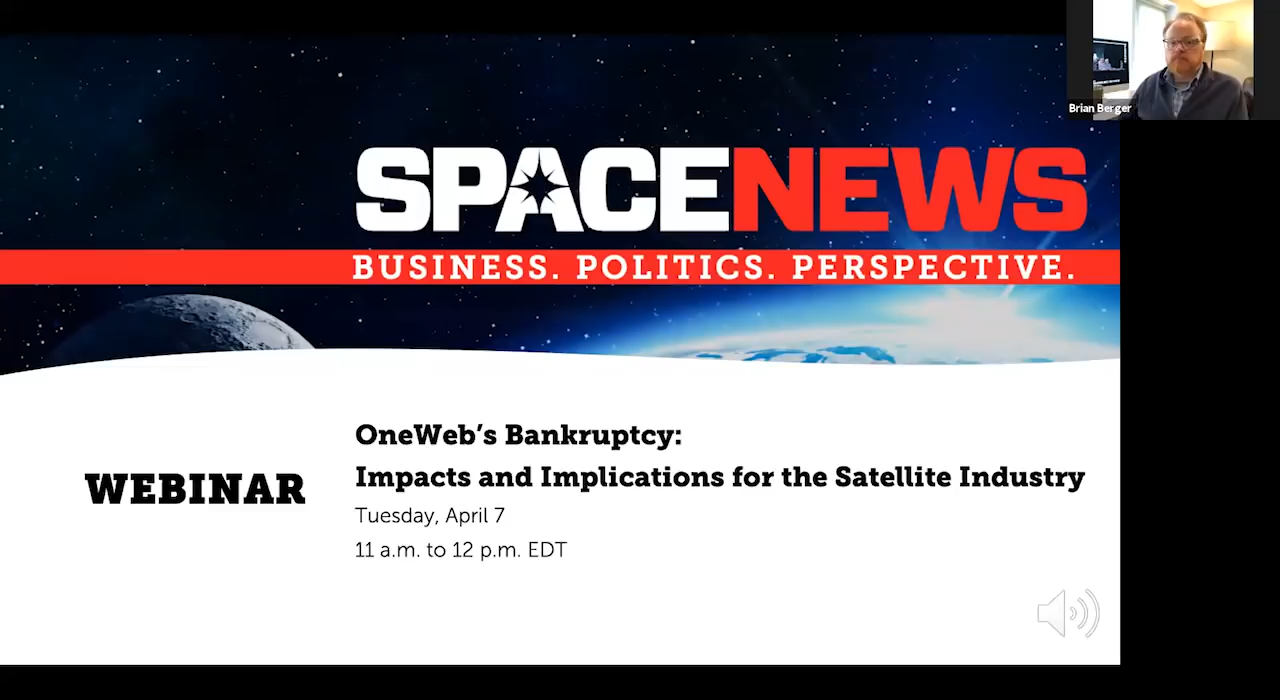 Brian Berger
SPACENEWS
BUSINESS. POLITICS. PERSPECTIVE.
OneWeb's Bankruptcy:
Impacts and Implications for the Satellite Industry
WEBINAR
Tuesday, April 7
11 a.m. to 12 p.m. EDT